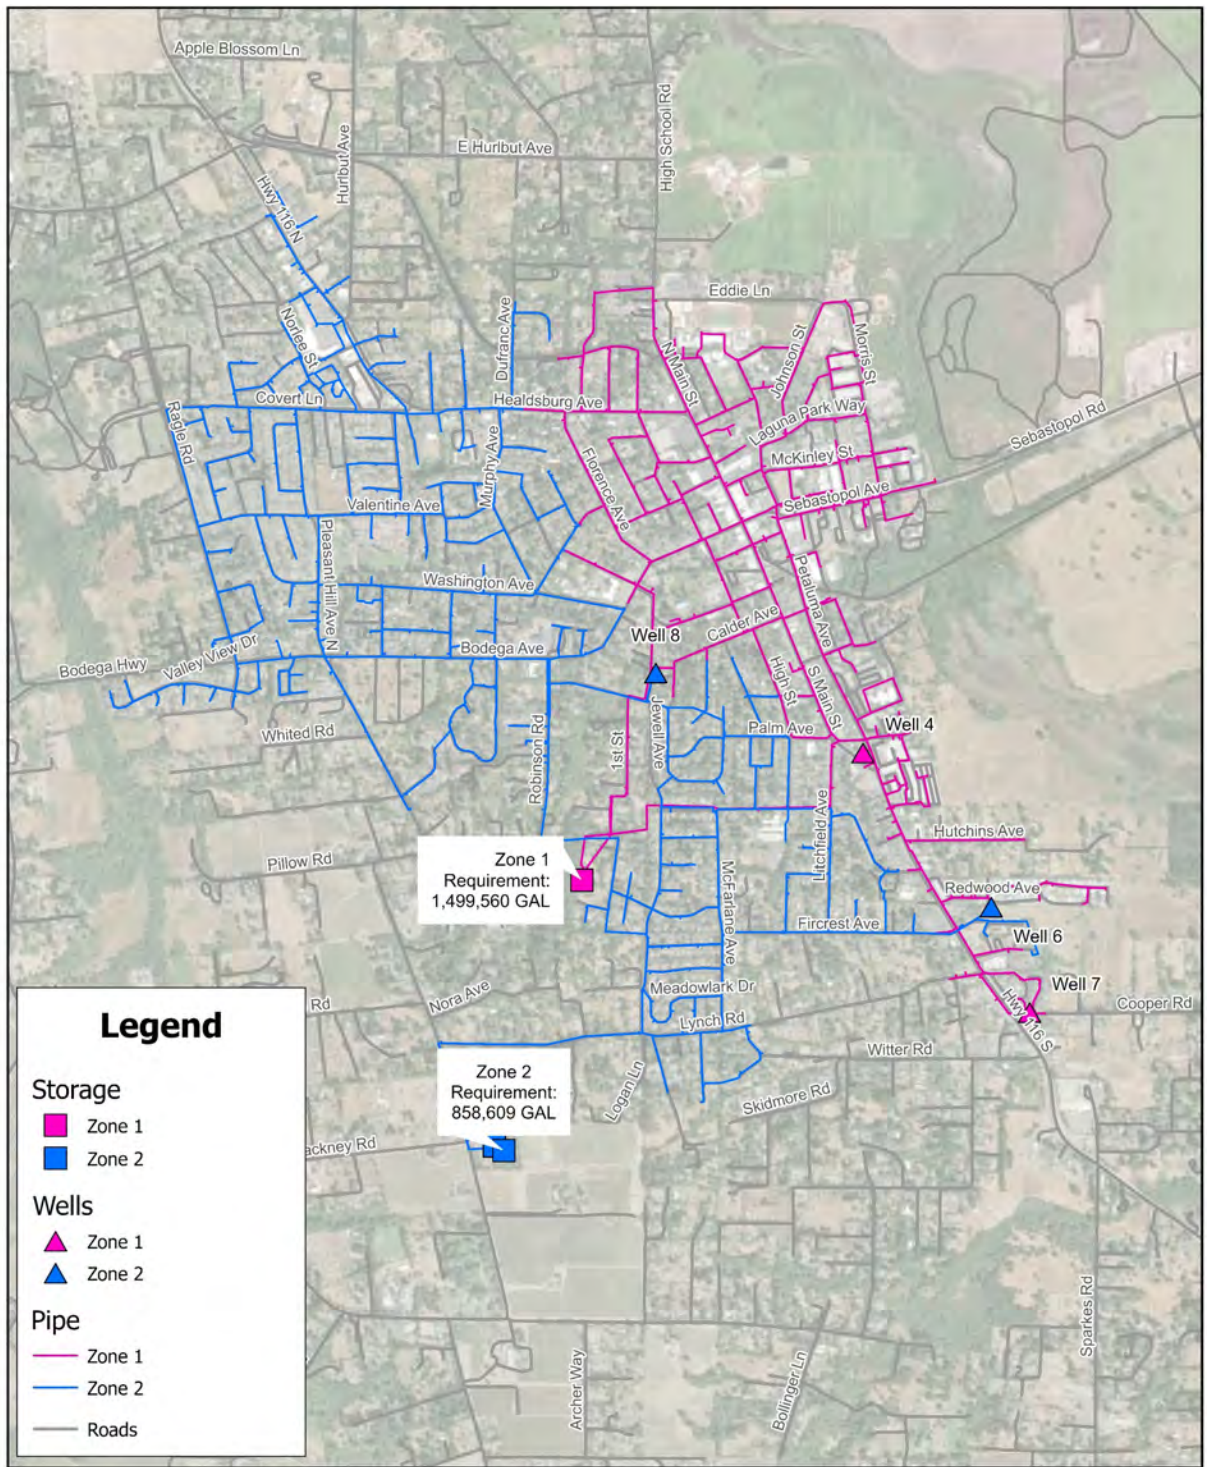 Apple Blossom Ln
Hurlbut Ave
E Hurlbut Ave
High School Rd
Hwy 116 N
Eddie Ln
Norlee St
Dufranc Ave
N Main St
Johnson St
Morris St
Covert Ln
Healdsburg Ave
Laguna Park Way
Sebastopol Rd
Ragle Rd
Murphy Ave
Florence Ave
McKinley St
Valentine Ave
Sebastopol Ave
Pleasant Hill Ave N
Washington Ave
Petaluma Ave
Well 8
Calder Ave
Bodega Ave
Bodega Hwy
Valley View Dr
High St
S Main St
Whited Rd
Robinson Rd
1st St
Jewell Ave
Palm Ave
Well 4
Litchfield Ave
Hutchins Ave
Pillow Rd
Zone 1
Requirement:
1,499,560 GAL
McFarlane Ave
Redwood Ave
Fircrest Ave
Well 6
Nora Ave
Meadowlark Dr
Well 7
Rd
Lynch Rd
Hwy 116 S
Cooper Rd
Witter Rd
Zone 2
Requirement:
858,609 GAL
Logan Ln
Skidmore Rd
ackney Rd
Sparkes Rd
Archer Way
Bollinger Ln
Legend
Storage
Zone 1
Zone 2
Wells
Zone 1
Zone 2
Pipe
Zone 1
Zone 2
Roads